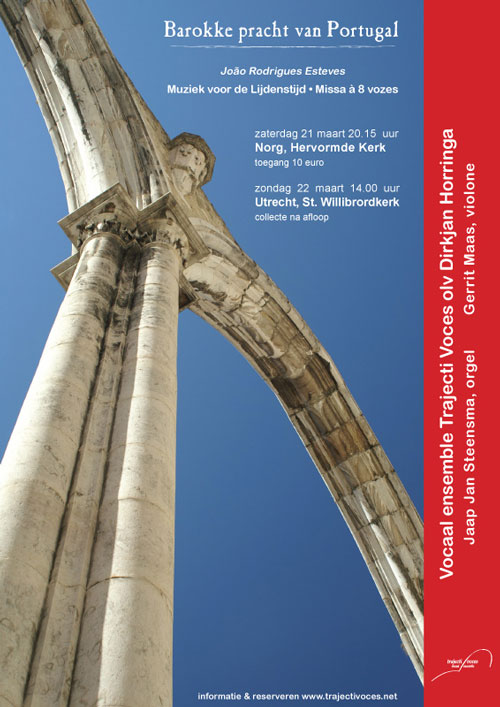 Barokke pracht van Portugal
João Rodrigues Esteves
Muziek voor de Lijdenstijd • Missa à 8 vozes
zaterdag 21 maart 20.15 uur
Norg, Hervormde Kerk
toegang 10 euro
zondag 22 maart 14.00 uur
Utrecht, St. Willibrordkerk
collecte na afloop
Vocaal ensemble Trajecti Voces olv Dirkjan Horringa
Jaap Jan Steensma, orgel Gerrit Maas, violone
trajecti voces
informatie & reserveren www.trajectivoces.net